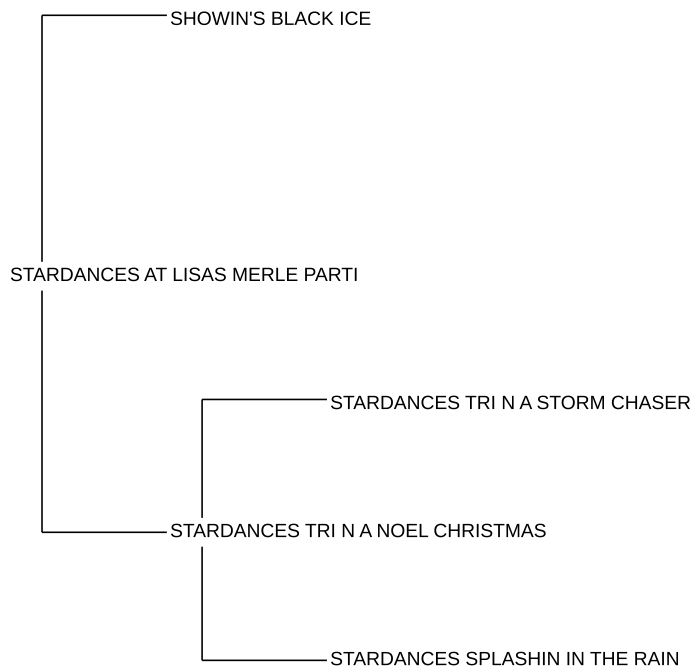 SHOWIN'S BLACK ICE
STARDANCES AT LISAS MERLE PARTI
STARDANCES TRI N A STORM CHASER
STARDANCES TRI N A NOEL CHRISTMAS
STARDANCES SPLASHIN IN THE RAIN